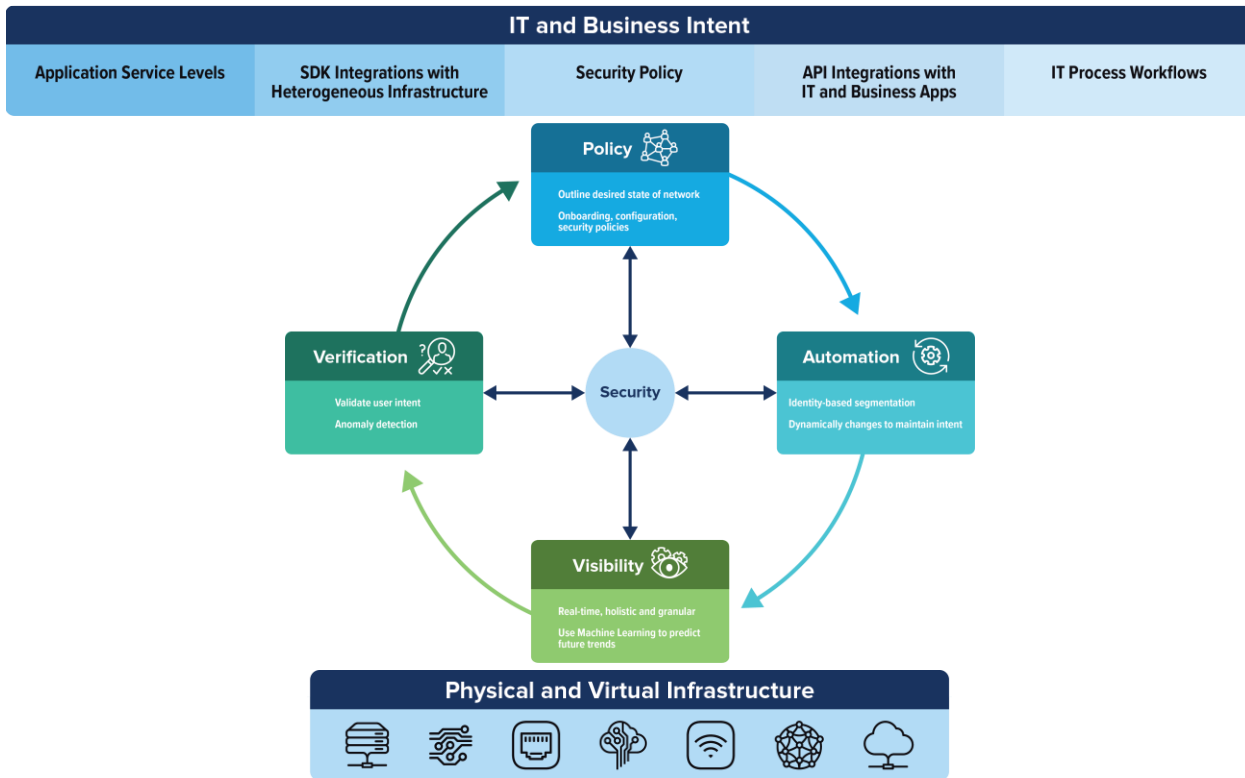 IT and Business Intent
Application Service Levels
SDK Integrations with
Heterogeneous Infrastructure
Security Policy
API Integrations with
IT and Business Apps
IT Process Workflows
Policy
Outline desired state of network
Onboarding, configuration,
security policies
Verification
?
Validate user intent
Anomaly detection
Security
Automation
Identity-based segmentation
Dynamically changes to maintain intent
Visibility
Real-time, holistic and granular
Use Machine Learning to predict
future trends
Physical and Virtual Infrastructure